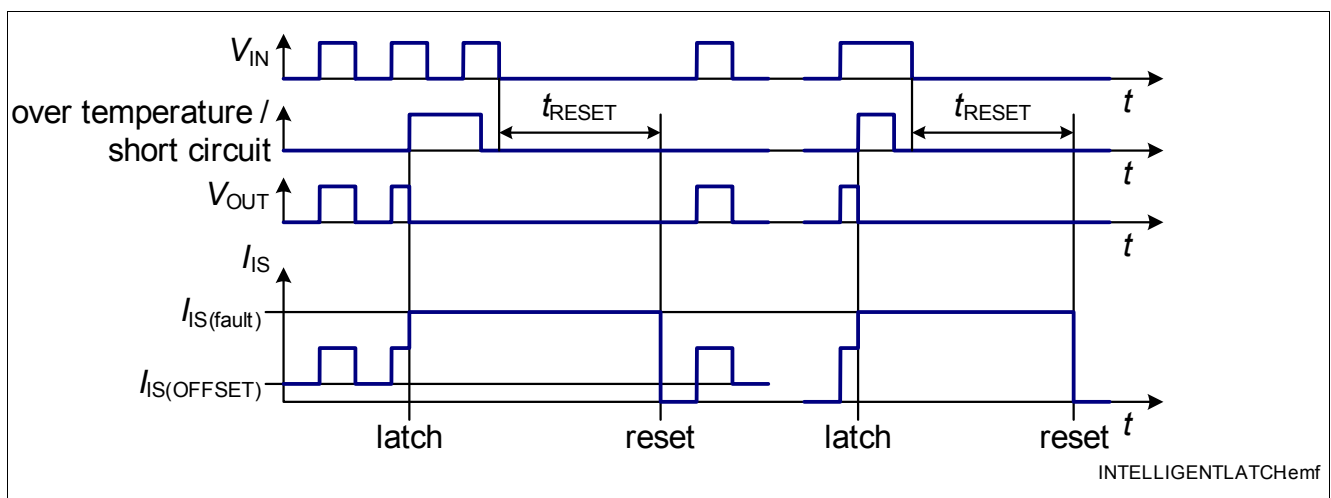 VIN
t
over temperature /
short circuit
tRESET
tRESET
t
VOUT
t
IIS
IIS(fault)
IIS(OFFSET)
latch
reset
latch
reset
t
INTELLIGENTLATCHemf